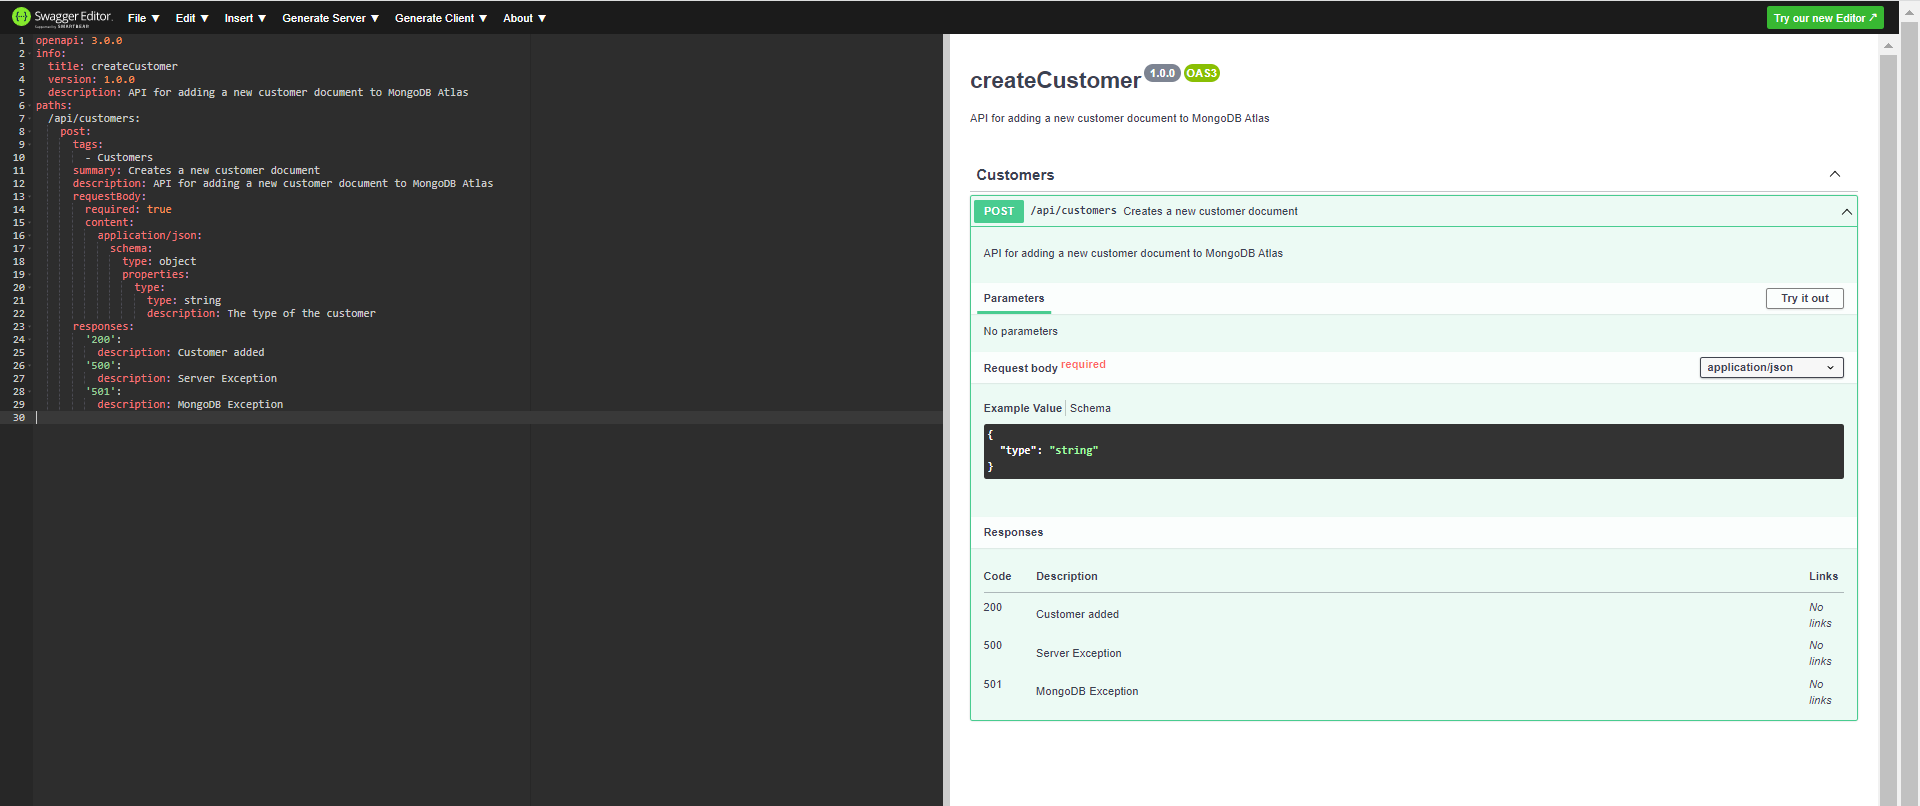 Swagger Editor.
Supported by SMARTBEAR
File ▼ Edit ▼ Insert ▼ Generate Server ▼ Generate Client ▼ About ▼
Try our new Editor ↗
1 openapi: 3.0.0
2 info:
3 title: createCustomer
4 version: 1.0.0
5 description: API for adding a new customer document to MongoDB Atlas
6 paths:
7 /api/customers:
8 post:
9 tags:
10 - Customers
11 summary: Creates a new customer document
12 description: API for adding a new customer document to MongoDB Atlas
13 requestBody:
14 required: true
15 content:
16 application/json:
17 schema:
18 type: object
19 properties:
20 type:
21 type: string
22 description: The type of the customer
23 responses:
24 '200':
25 description: Customer added
26 '500':
27 description: Server Exception
28 '501':
29 description: MongoDB Exception
30
createCustomer 1.0.0 OAS3
API for adding a new customer document to MongoDB Atlas
Customers
POST /api/customers Creates a new customer document
API for adding a new customer document to MongoDB Atlas
Parameters
Try it out
No parameters
Request body required
application/json
Example Value Schema
{
"type": "string"
}
Responses
Code Description Links
200 Customer added No links
500 Server Exception No links
501 MongoDB Exception No links